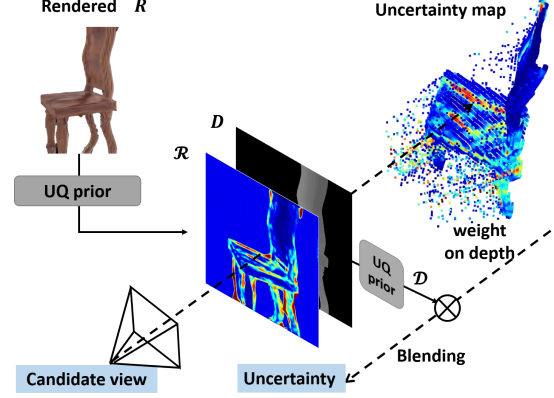 Rendered R
Uncertainty map
D
ℛ
UQ prior
weight
on depth
UQ
prior
𝒟
Blending
Candidate view
Uncertainty